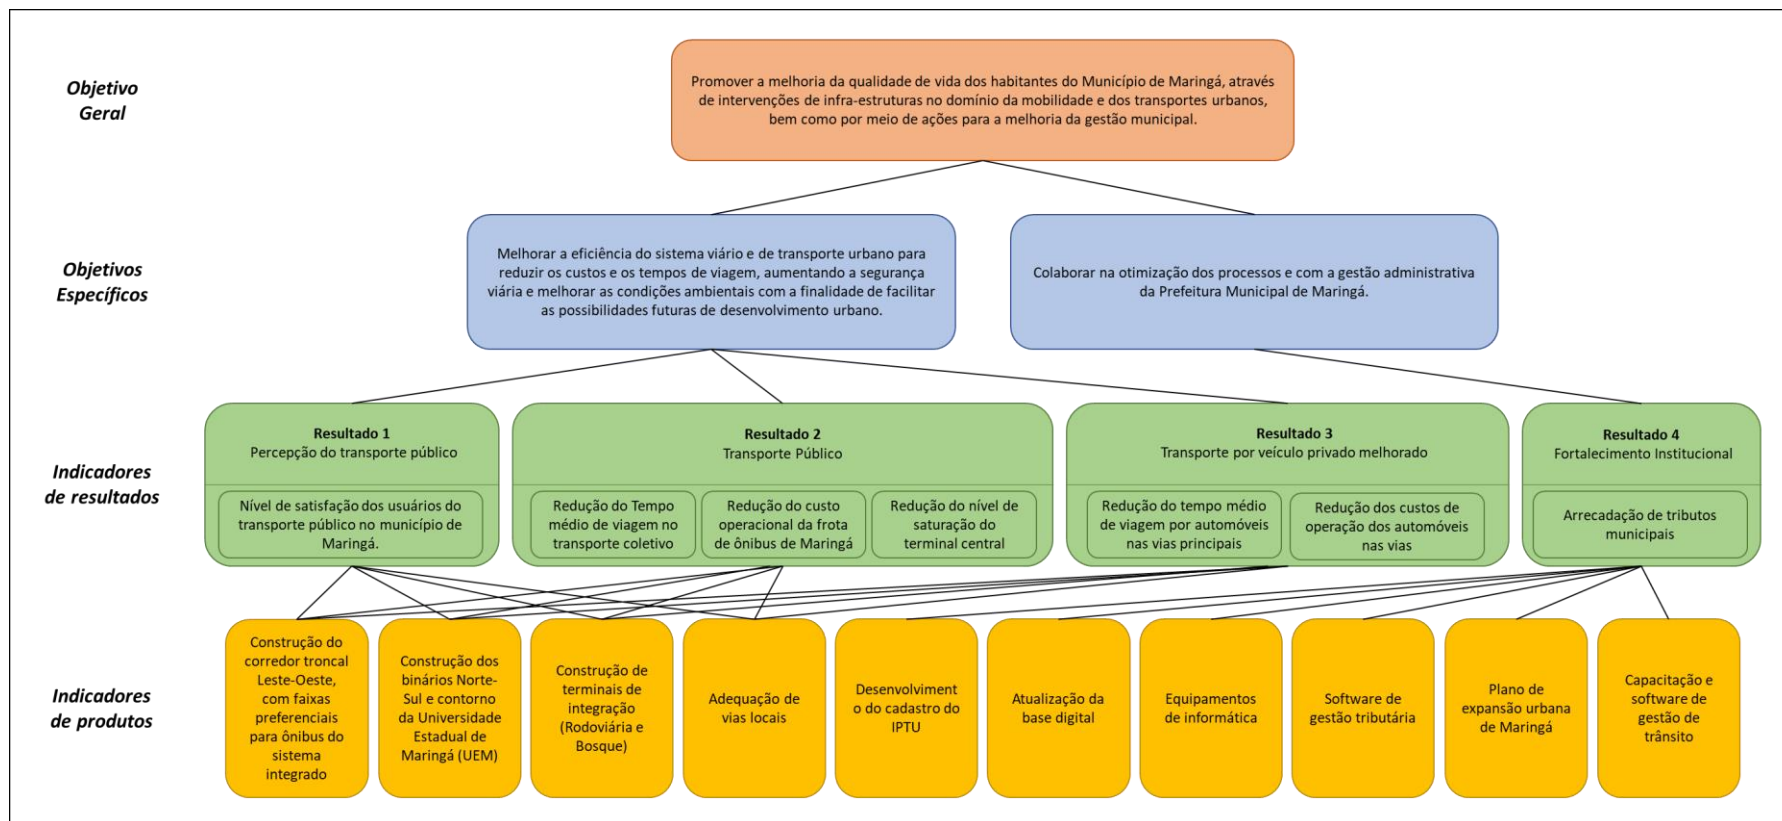 Objetivo
Geral
Promover a melhoria da qualidade de vida dos habitantes do Município de Maringá, através
de intervenções de infra-estruturas no domínio da mobilidade e dos transportes urbanos,
bem como por meio de ações para a melhoria da gestão municipal.
Objetivos
Específicos
Melhorar a eficiência do sistema viário e de transporte urbano para
reduzir os custos e os tempos de viagem, aumentando a segurança
viária e melhorar as condições ambientais com a finalidade de facilitar
as possibilidades futuras de desenvolvimento urbano.
Colaborar na otimização dos processos e com a gestão administrativa
da Prefeitura Municipal de Maringá.
Indicadores
de resultados
Resultado 1
Percepção do transporte público
Nível de satisfação dos usuários do
transporte público no município de
Maringá.
Resultado 2
Transporte Público
Redução do Tempo
médio de viagem no
transporte coletivo
Redução do custo
operacional da frota
de ônibus de Maringá
Redução do nível de
saturação do
terminal central
Resultado 3
Transporte por veículo privado melhorado
Redução do tempo médio
de viagem por automóveis
nas vias principais
Redução dos custos de
operação dos automóveis
nas vias
Resultado 4
Fortalecimento Institucional
Arrecadação de tributos
municipais
Indicadores
de produtos
Construção do
corredor troncal
Leste-Oeste,
com faixas
preferenciais
para ônibus do
sistema
integrado
Construção dos
binários Norte-
Sul e contorno
da Universidade
Estadual de
Maringá (UEM)
Construção de
terminais de
integração
(Rodoviária e
Bosque)
Adequação de
vias locais
Desenvolviment
o do cadastro do
IPTU
Atualização da
base digital
Equipamentos
de informática
Software de
gestão tributária
Plano de
expansão urbana
de Maringá
Capacitação e
software de
gestão de
trânsito